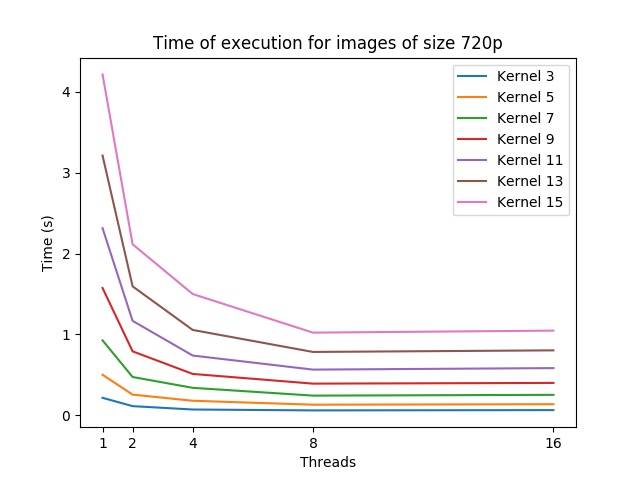 Time of execution for images of size 720p
Kernel 3
Kernel 5
Kernel 7
Kernel 9
Kernel 11
Kernel 13
Kernel 15
4
3
2
1
0
Time (s)
1 2 4 8 16
Threads